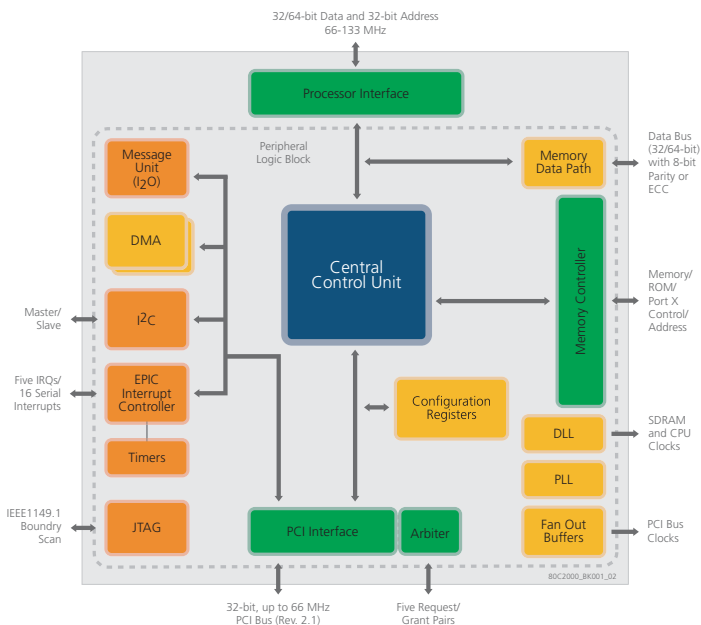 32/64-bit Data and 32-bit Address
66-133 MHz
Processor Interface
Peripheral
Logic Block
Message
Unit
(I2O)
Memory
Data Path
Data Bus
(32/64-bit)
with 8-bit
Parity or
ECC
DMA
Central
Control Unit
Memory Controller
Memory/
ROM/
Port X
Control/
Address
Master/
Slave
I2C
Five IRQs/
16 Serial
Interrupts
EPIC
Interrupt
Controller
Configuration
Registers
Timers
DLL
SDRAM
and CPU
Clocks
PLL
IEEE1149.1
Boundry
Scan
JTAG
PCI Interface
Arbiter
Fan Out
Buffers
PCI Bus
Clocks
80C2000_BK001_02
32-bit, up to 66 MHz
PCI Bus (Rev. 2.1)
Five Request/
Grant Pairs